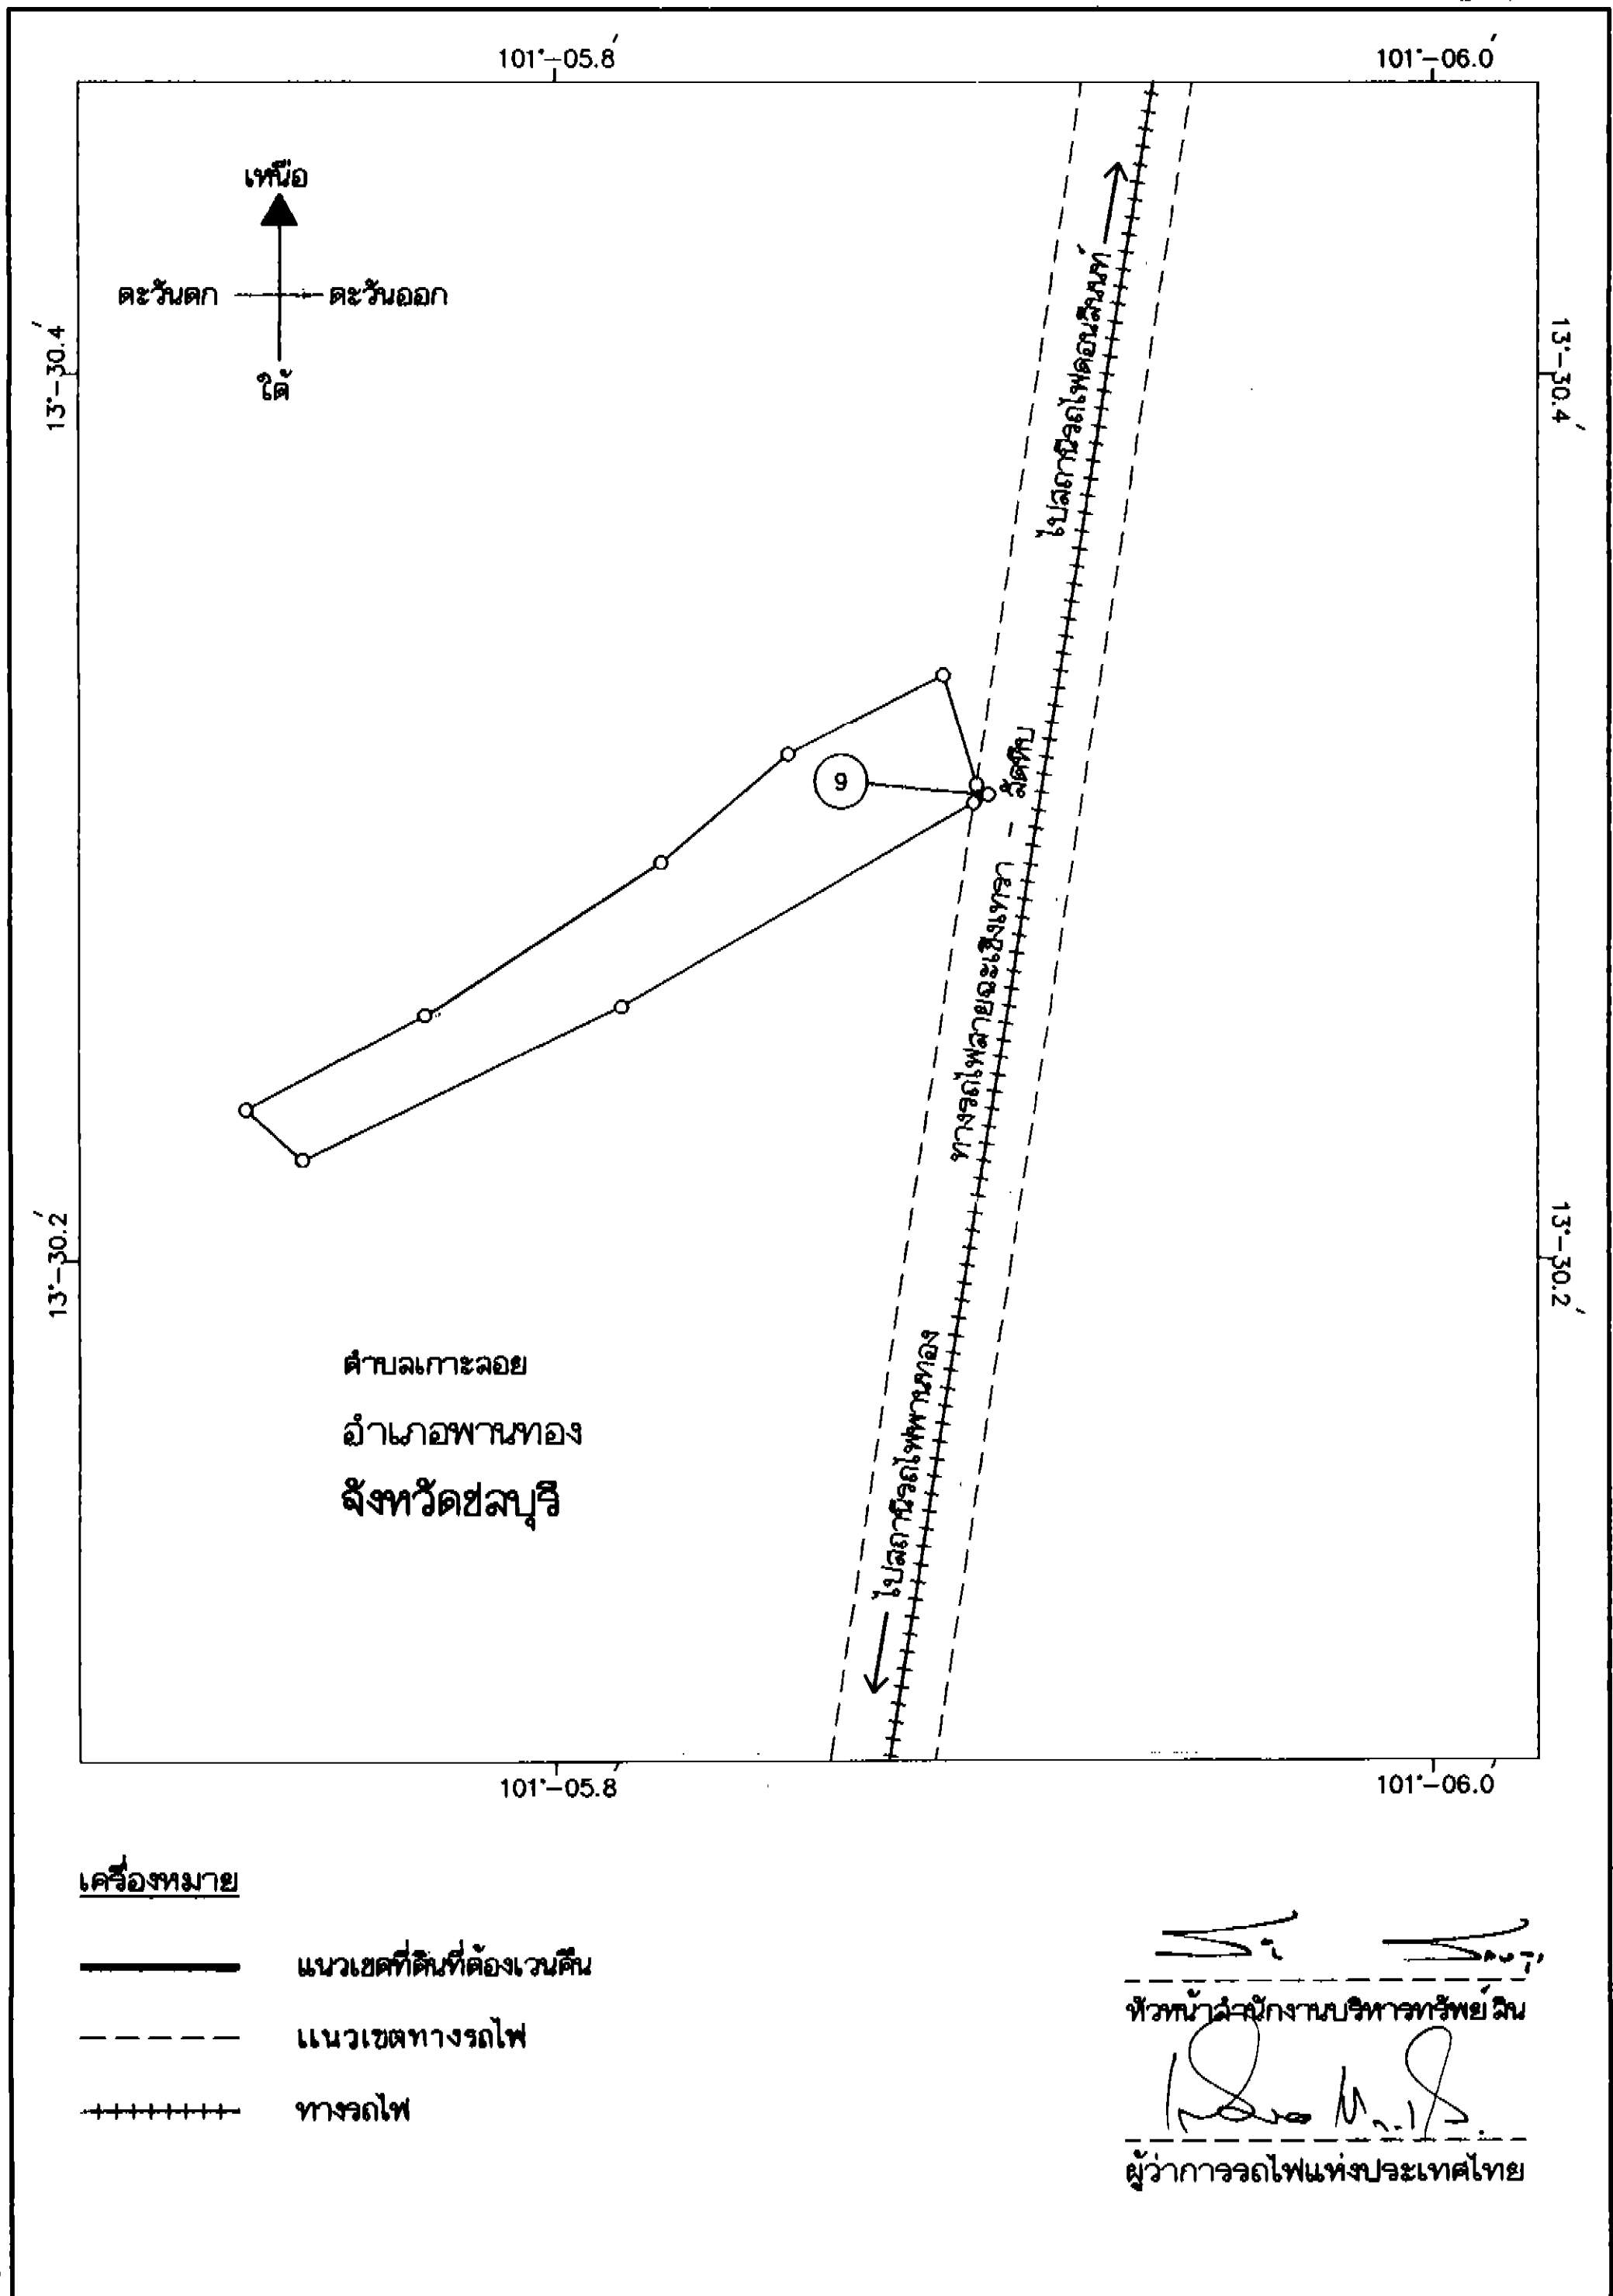 101°-05.8′
101°-06.0′
เหนือ
ตะวันตก
ตะวันออก
ใต้
13°-30.4′
13°-30.4′
ไปสถานีรถไฟดอนสีนนท์
9
ทางรถไฟสายฉะเชิงเทรา - สัตหีบ
13°-30.2′
13°-30.2′
ไปสถานีรถไฟพานทอง
ตำบลเกาะลอย
อำเภอพานทอง
จังหวัดชลบุรี
101°-05.8′
101°-06.0′
เครื่องหมาย
แนวเขตที่ดินที่ต้องเวนคืน
แนวเขตทางรถไฟ
ทางรถไฟ
หัวหน้าสำนักงานบริหารทรัพย์สิน
ผู้ว่าการรถไฟแห่งประเทศไทย